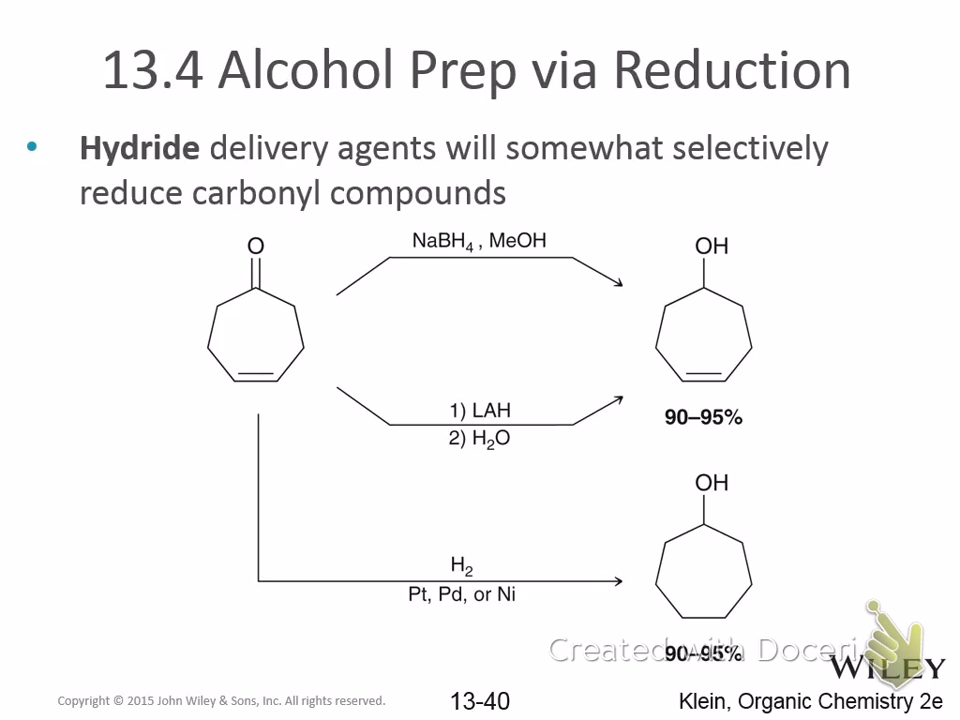 13.4 Alcohol Prep via Reduction
• Hydride delivery agents will somewhat selectively
reduce carbonyl compounds
O
NaBH4 , MeOH
OH
1) LAH
2) H2O
90–95%
OH
H2
Pt, Pd, or Ni
90–95%
Created with Doceri
WILEY
Copyright © 2015 John Wiley & Sons, Inc. All rights reserved.
13-40
Klein, Organic Chemistry 2e